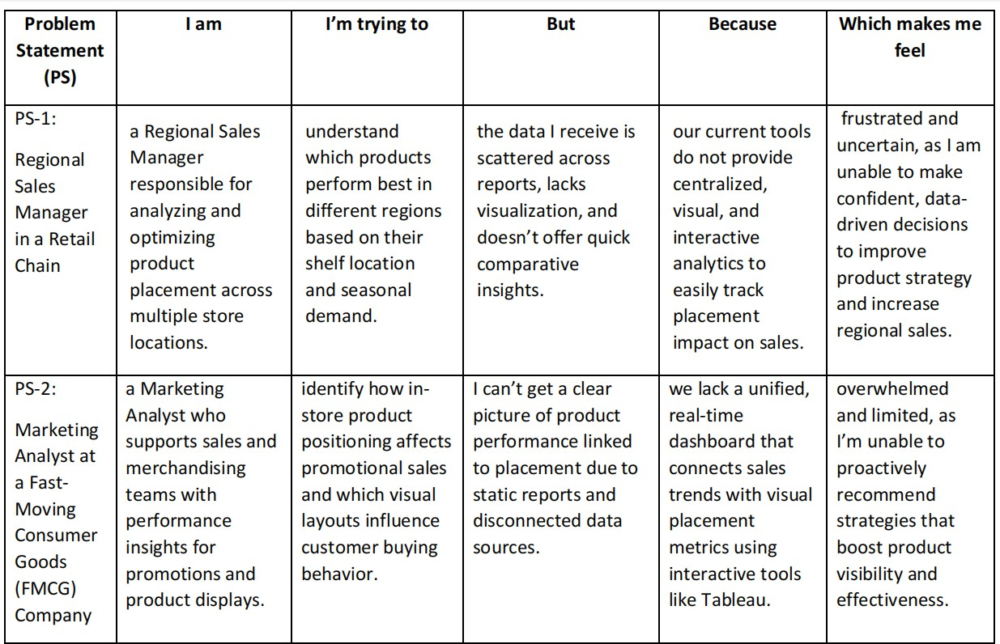 Problem
Statement
(PS)
I am
I’m trying to
But
Because
Which makes me
feel
PS-1:
Regional
Sales
Manager
in a Retail
Chain
a Regional Sales
Manager
responsible for
analyzing and
optimizing
product
placement across
multiple store
locations.
understand
which products
perform best in
different regions
based on their
shelf location
and seasonal
demand.
the data I receive is
scattered across
reports, lacks
visualization, and
doesn’t offer quick
comparative
insights.
our current tools
do not provide
centralized,
visual, and
interactive
analytics to
easily track
placement
impact on sales.
frustrated and
uncertain, as I am
unable to make
confident, data-
driven decisions
to improve
product strategy
and increase
regional sales.
PS-2:
Marketing
Analyst at
a Fast-
Moving
Consumer
Goods
(FMCG)
Company
a Marketing
Analyst who
supports sales and
merchandising
teams with
performance
insights for
promotions and
product displays.
identify how in-
store product
positioning affects
promotional sales
and which visual
layouts influence
customer buying
behavior.
I can’t get a clear
picture of product
performance linked
to placement due to
static reports and
disconnected data
sources.
we lack a unified,
real-time
dashboard that
connects sales
trends with visual
placement
metrics using
interactive tools
like Tableau.
overwhelmed
and limited, as
I’m unable to
proactively
recommend
strategies that
boost product
visibility and
effectiveness.